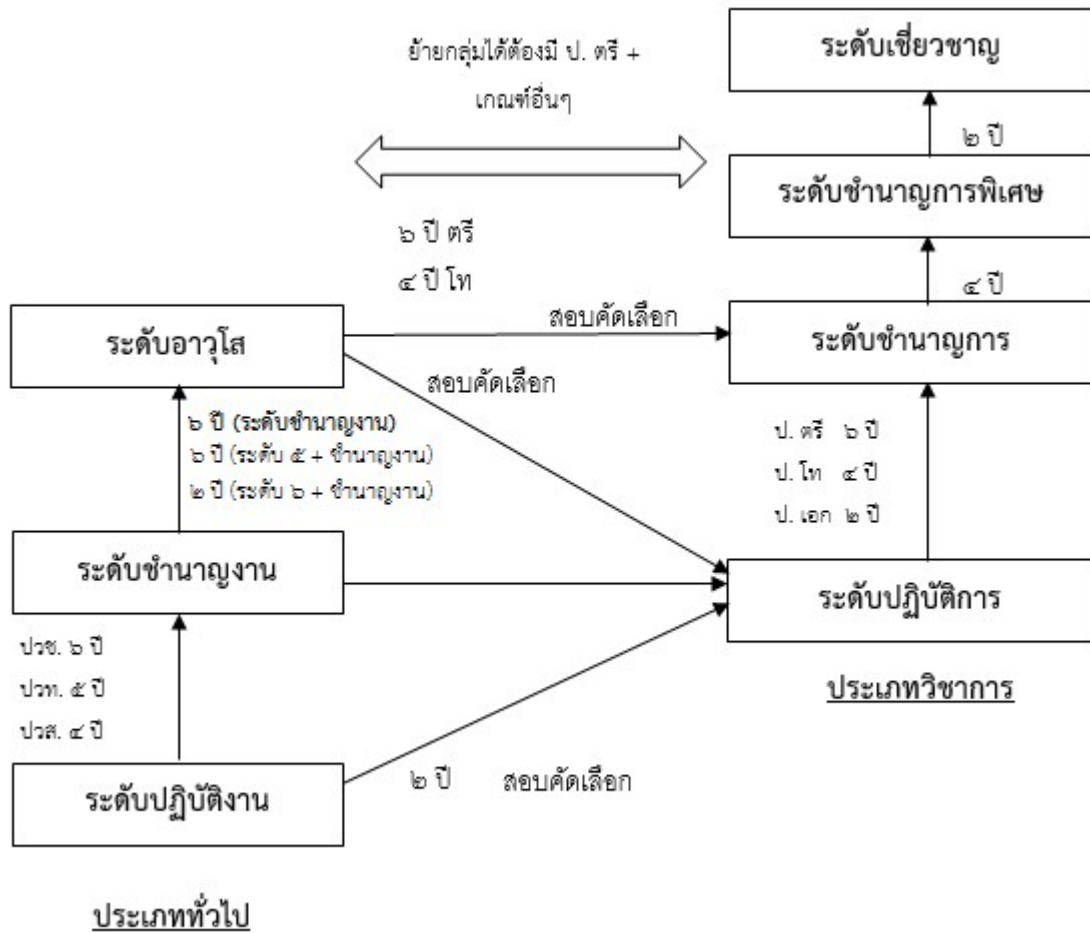 ระดับเชี่ยวชาญ
ย้ายกลุ่มได้ต้องมี ป. ตรี +
เกณฑ์อื่นๆ
๒ ปี
ระดับชำนาญการพิเศษ
๖ ปี ตรี
๔ ปี โท
๔ ปี
ระดับอาวุโส
สอบคัดเลือก
ระดับชำนาญการ
สอบคัดเลือก
๖ ปี (ระดับชำนาญงาน)
๖ ปี (ระดับ ๕ + ชำนาญงาน)
๒ ปี (ระดับ ๖ + ชำนาญงาน)
ป. ตรี ๖ ปี
ป. โท ๔ ปี
ป. เอก ๒ ปี
ระดับชำนาญงาน
ระดับปฏิบัติการ
ปวช. ๖ ปี
ปวท. ๕ ปี
ปวส. ๔ ปี
ประเภทวิชาการ
ระดับปฏิบัติงาน
๒ ปี สอบคัดเลือก
ประเภททั่วไป